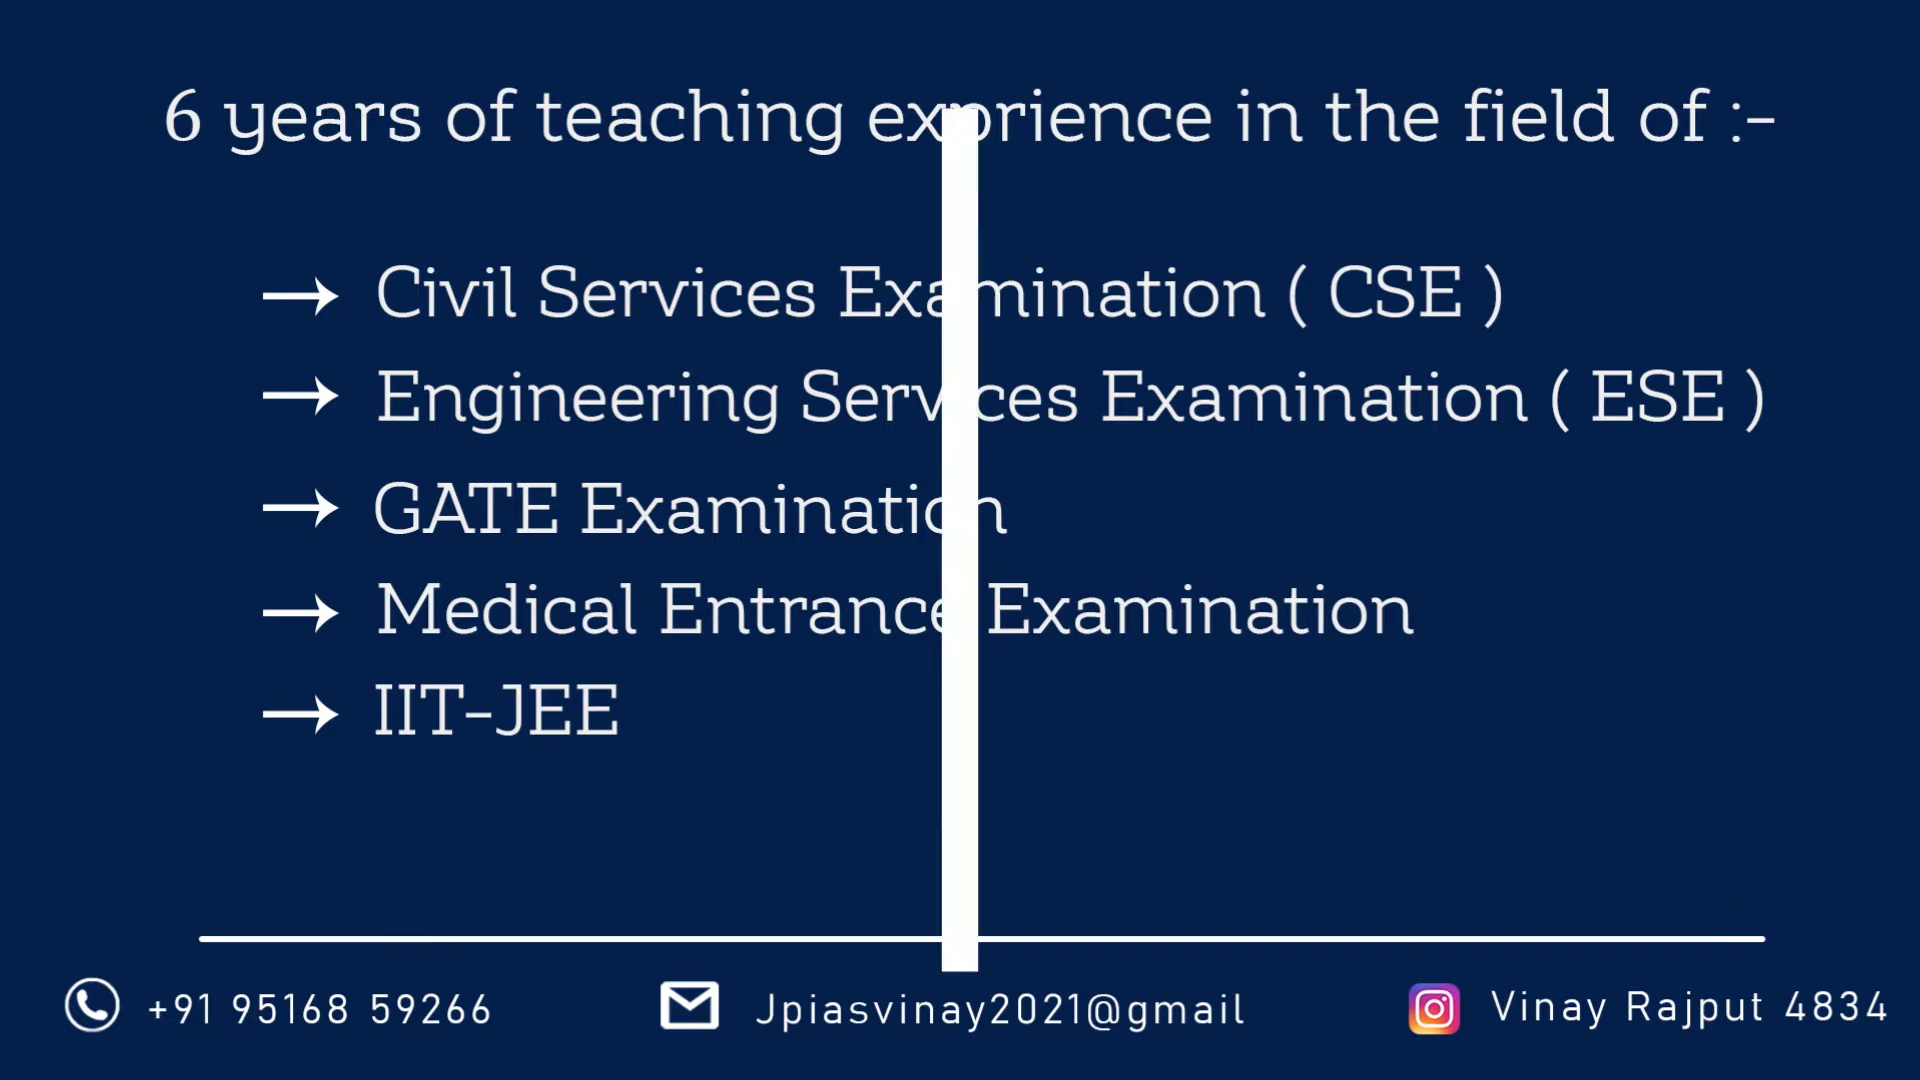 6 years of teaching exprience in the field of :-
→ Civil Services Examination ( CSE )
→ Engineering Services Examination ( ESE )
→ GATE Examination
→ Medical Entrance Examination
→ IIT-JEE
+91 95168 59266
Jpiasvinay2021@gmail
Vinay Rajput 4834